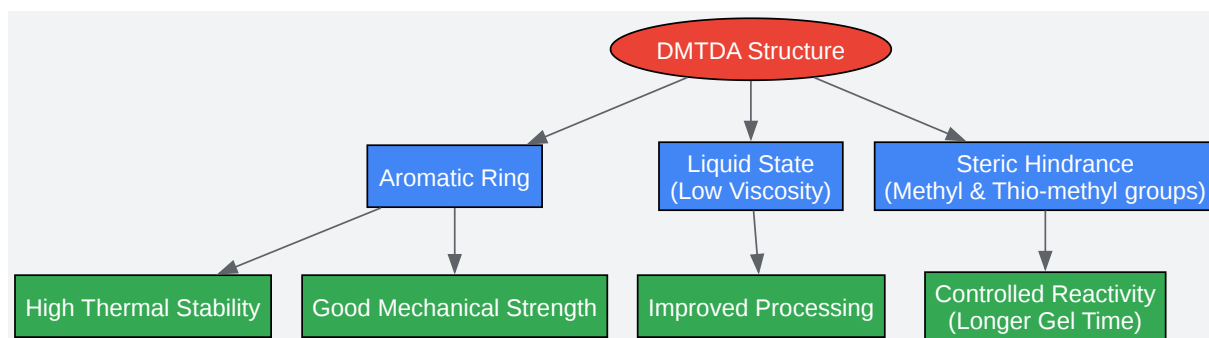 DMTDA Structure
Aromatic Ring
Liquid State
(Low Viscosity)
Steric Hindrance
(Methyl & Thio-methyl groups)
High Thermal Stability
Good Mechanical Strength
Improved Processing
Controlled Reactivity
(Longer Gel Time)